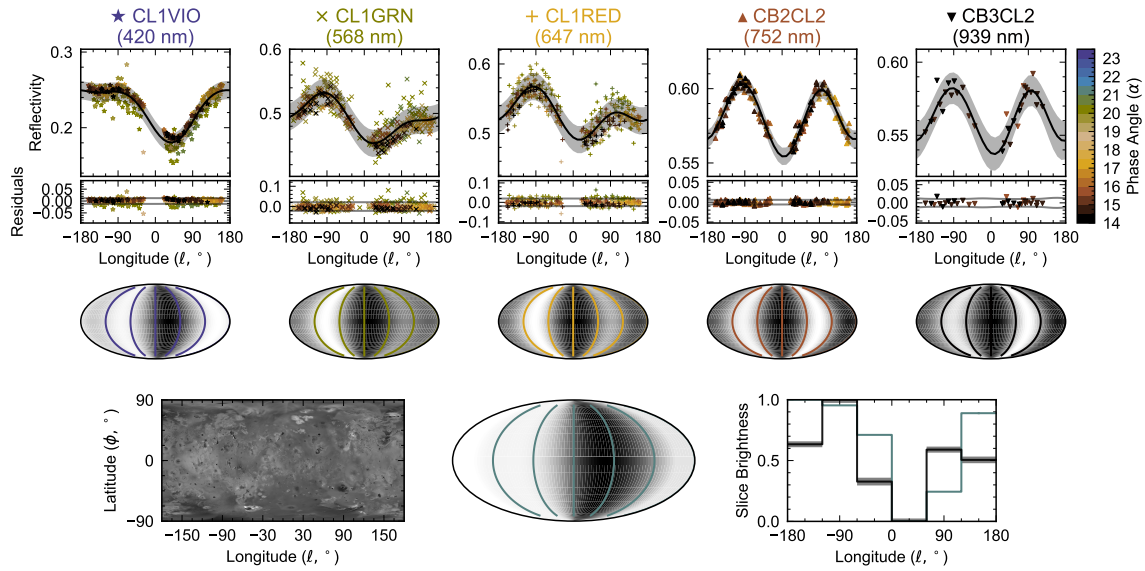 ★ CL1VIO
(420 nm)
× CL1GRN
(568 nm)
+ CL1RED
(647 nm)
▲ CB2CL2
(752 nm)
▼ CB3CL2
(939 nm)
Reflectivity
0.3
0.2
0.6
0.5
0.6
0.5
0.60
0.55
0.60
0.55
Residuals
0.05
0.00
−0.05
0.1
0.0
0.1
0.0
−0.1
0.05
0.00
−0.05
0.05
0.00
−0.05
−180 −90 0 90 180
−180 −90 0 90 180
−180 −90 0 90 180
−180 −90 0 90 180
−180 −90 0 90 180
Longitude (ℓ, °)
Longitude (ℓ, °)
Longitude (ℓ, °)
Longitude (ℓ, °)
Longitude (ℓ, °)
23
22
21
20
19
18
17
16
15
14
Phase Angle (α)
Latitude (ϕ, °)
90
0
−90
−150 −90 −30 30 90 150
Longitude (ℓ, °)
Slice Brightness
1.0
0.5
0.0
−180 −90 0 90 180
Longitude (ℓ, °)